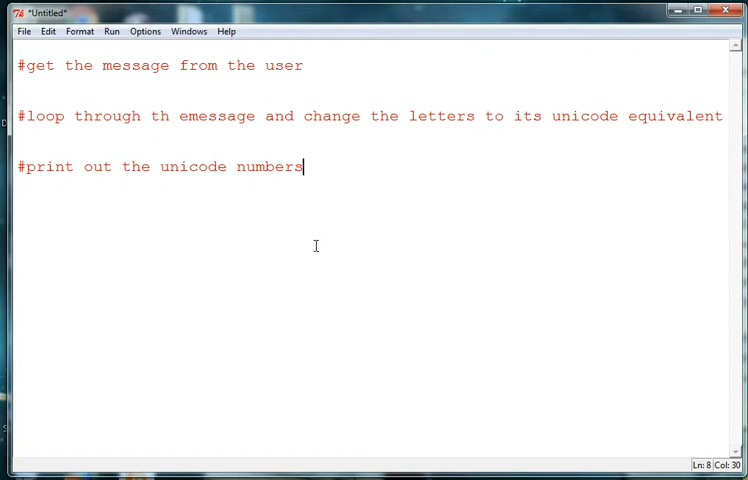 *Untitled*
File Edit Format Run Options Windows Help
#get the message from the user
#loop through th emessage and change the letters to its unicode equivalent
#print out the unicode numbers
Ln: 8 Col: 30